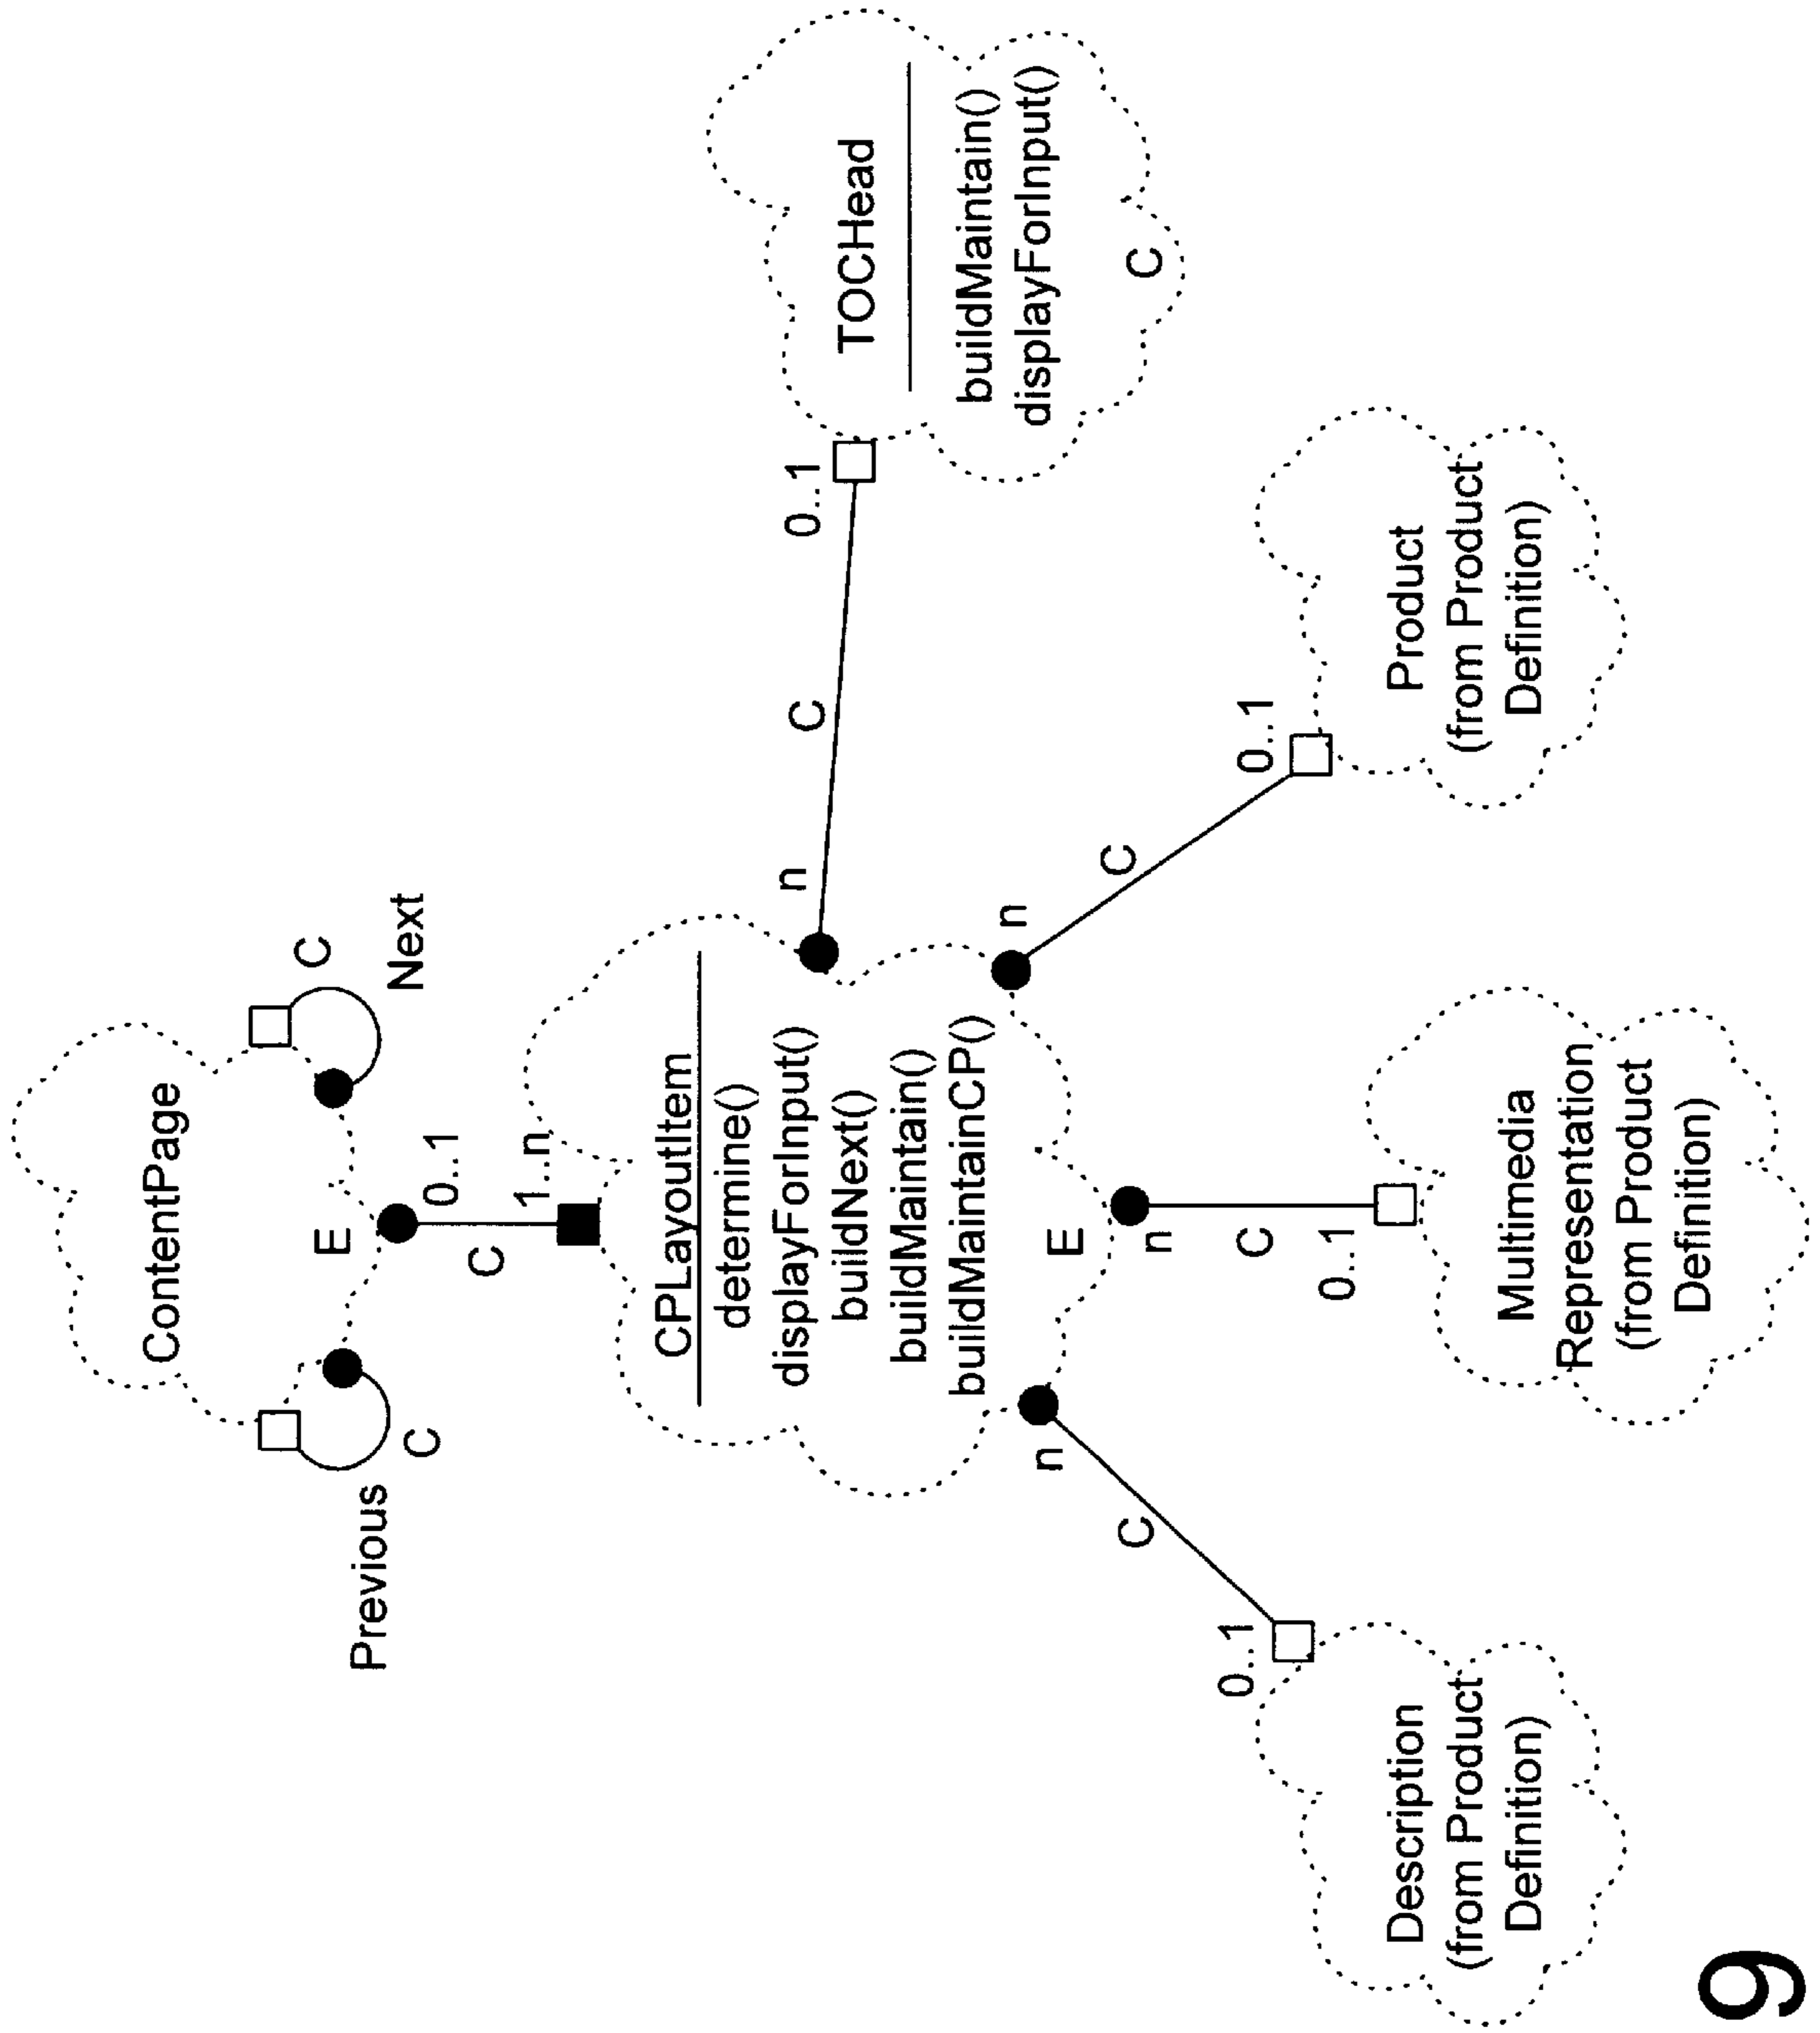 ContentPage
E
C
Next
Previous
C
0..1
C
1..n
CPLayoutItem
determine()
displayForInput()
buildNext()
buildMaintain()
buildMaintainCP()
E
n
C
0..1
TOCHead
buildMaintain()
displayForInput()
C
n
C
0..1
Product
(from Product
Definition)
n
C
0..1
Multimedia
Representation
(from Product
Definition)
n
C
0..1
Description
(from Product
Definition)
9